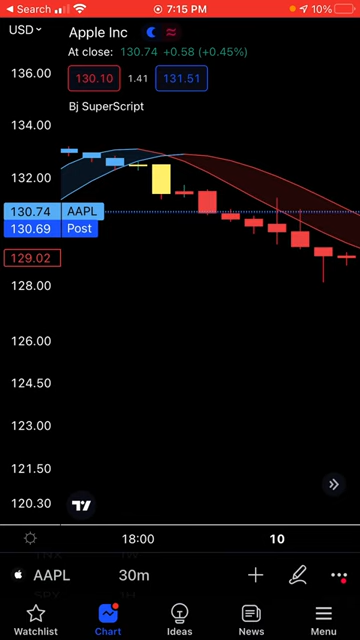 Search 7:15 PM 10%
USD
Apple Inc
At close: 130.74 +0.58 (+0.45%)
130.10 1.41 131.51
Bj SuperScript
136.00
134.00
132.00
130.74 AAPL
130.69 Post
129.02
128.00
126.00
124.50
123.00
121.50
120.30
18:00 10
AAPL 30m
Watchlist Chart Ideas News Menu